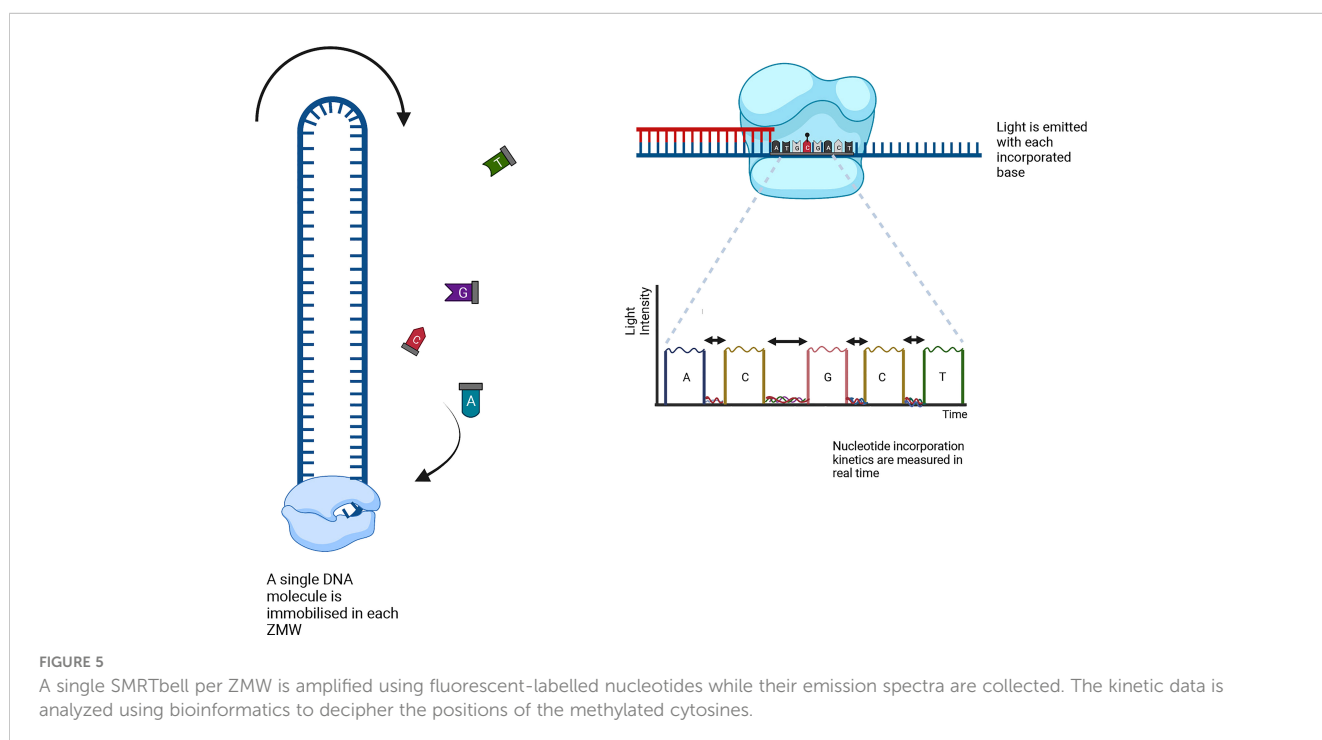 T
G
C
A
A single DNA
molecule is
immobilised in each
ZMW
A T G C G A C T
Light is emitted
with each
incorporated
base
Light
Intensity
A C G C T
Time
Nucleotide incorporation
kinetics are measured in
real time
FIGURE 5
A single SMRTbell per ZMW is amplified using fluorescent-labelled nucleotides while their emission spectra are collected. The kinetic data is
analyzed using bioinformatics to decipher the positions of the methylated cytosines.